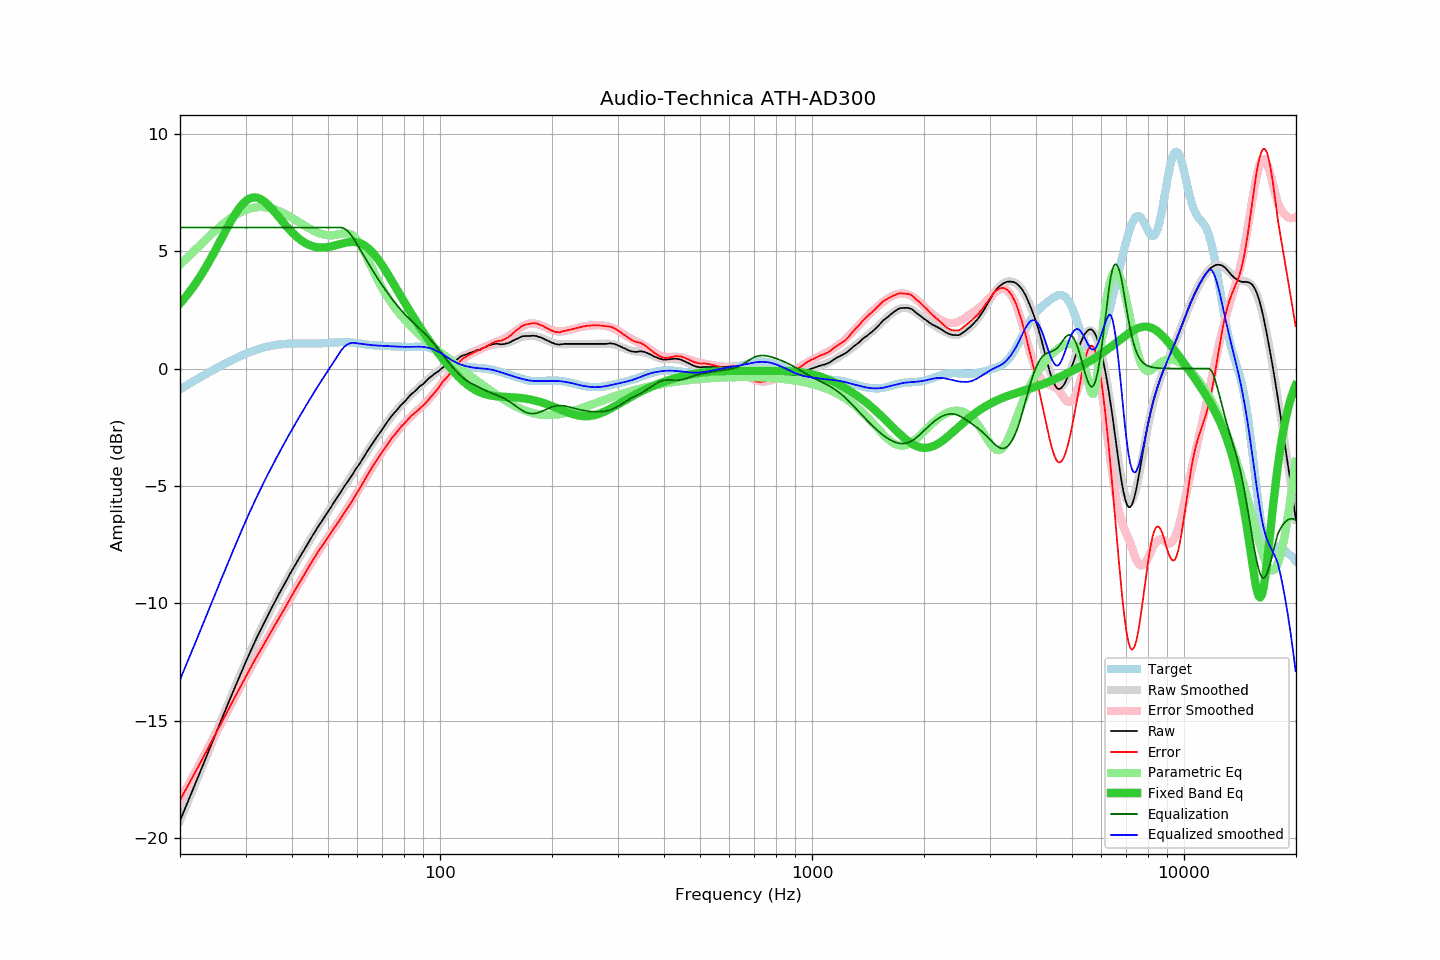 Audio-Technica ATH-AD300
10
5
0
−5
−10
−15
−20
Amplitude (dBr)
100
1000
10000
Frequency (Hz)
Target
Raw Smoothed
Error Smoothed
Raw
Error
Parametric Eq
Fixed Band Eq
Equalization
Equalized smoothed